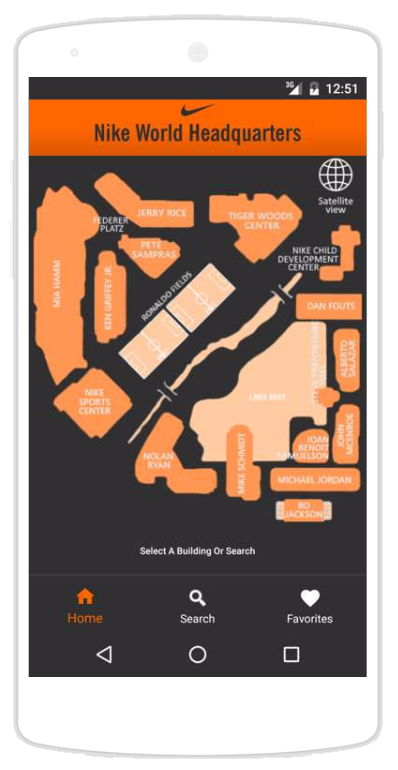 3G
12:51
Nike World Headquarters
Satellite
view
JERRY RICE
FEDERER
PLATZ
TIGER WOODS
CENTER
PETE
SAMPRAS
NIKE CHILD
DEVELOPMENT
CENTER
MIA HAMM
KEN GRIFFEY JR.
RONALDO FIELDS
DAN FOUTS
ALBERTO
SALAZAR
NIKE
SPORTS
CENTER
LAKE NIKE
JOHN
MCENROE
JOAN
BENOIT
SAMUELSON
NOLAN
RYAN
MIKE SCHMIDT
MICHAEL JORDAN
BO
JACKSON
Select A Building Or Search
Home
Search
Favorites